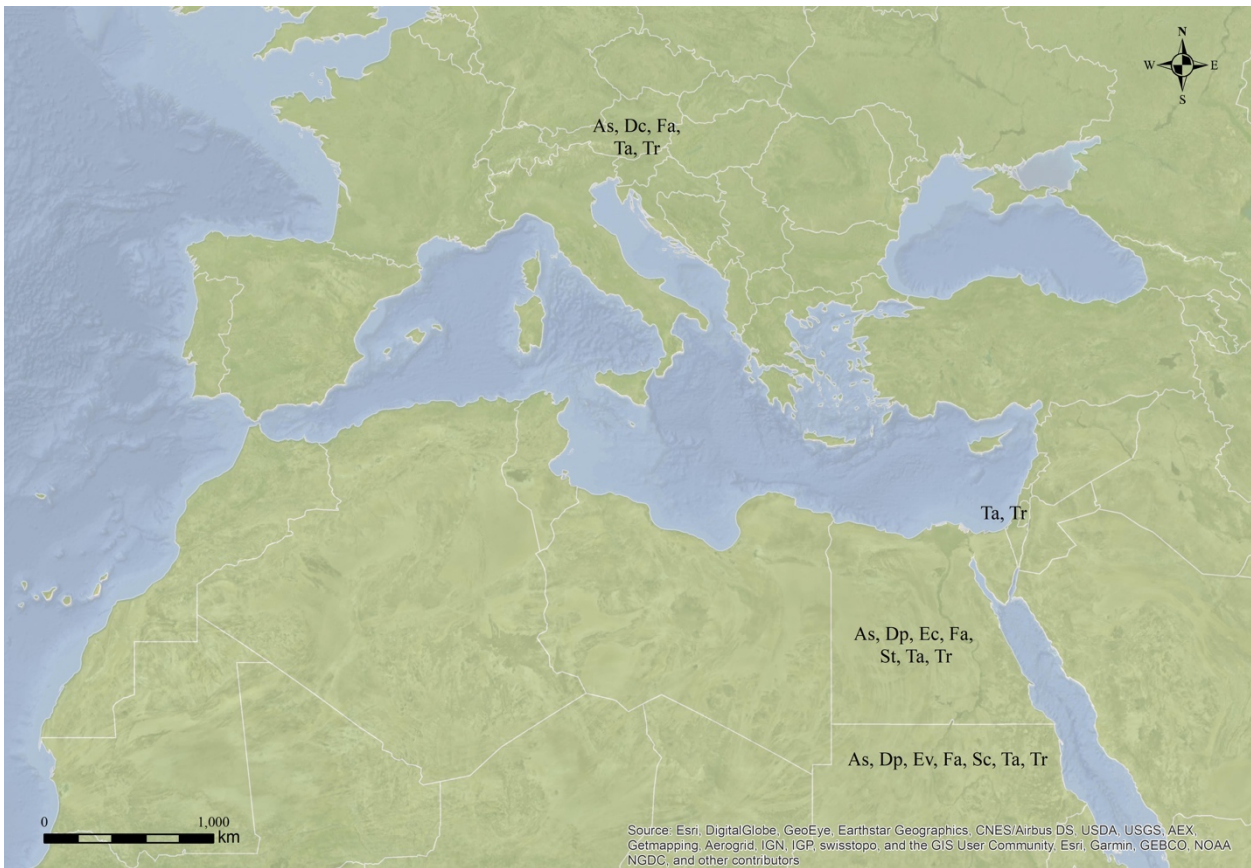 N
W E
S
As, Dc, Fa,
Ta, Tr
Ta, Tr
As, Dp, Ec, Fa,
St, Ta, Tr
As, Dp, Ev, Fa, Sc, Ta, Tr
0 1,000
km
Source: Esri, DigitalGlobe, GeoEye, Earthstar Geographics, CNES/Airbus DS, USDA, USGS, AEX,
Getmapping, Aerogrid, IGN, IGP, swisstopo, and the GIS User Community, Esri, Garmin, GEBCO, NOAA
NGDC, and other contributors